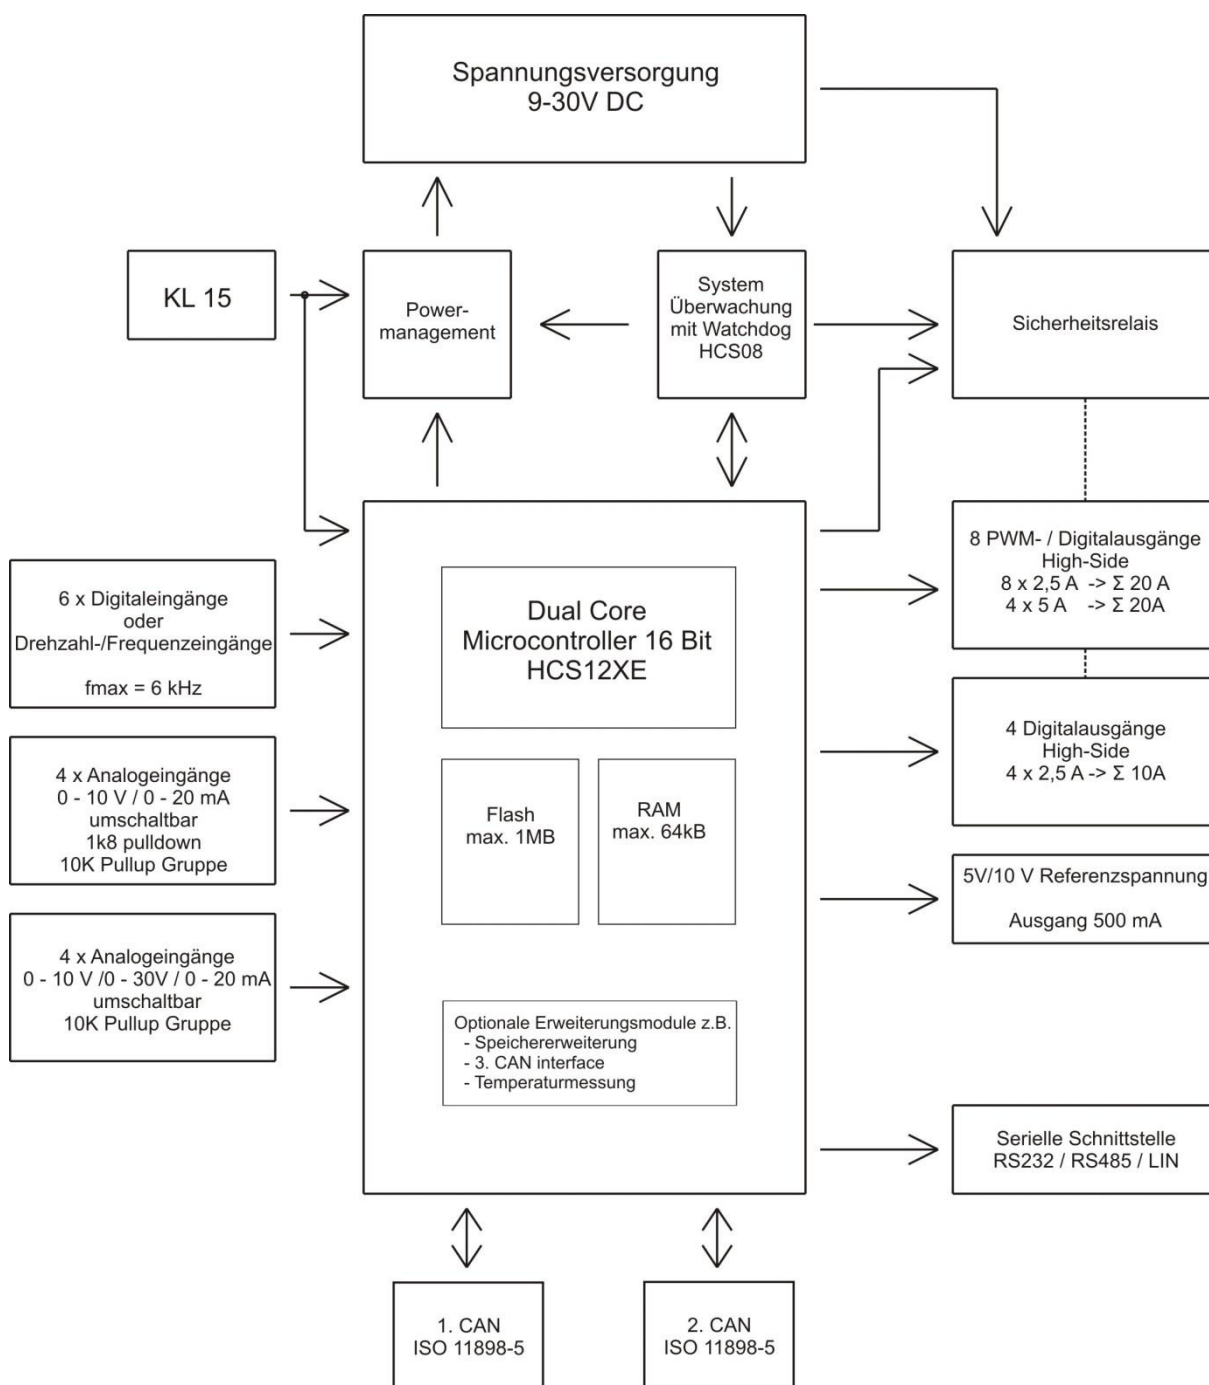 Spannungsversorgung
9-30V DC
KL 15
Power-
management
System
Überwachung
mit Watchdog
HCS08
Sicherheitsrelais
6 x Digitaleingänge
oder
Drehzahl-/Frequenzeingänge
fmax = 6 kHz
4 x Analogeingänge
0 - 10 V / 0 - 20 mA
umschaltbar
1k8 pulldown
10K Pullup Gruppe
4 x Analogeingänge
0 - 10 V /0 - 30V / 0 - 20 mA
umschaltbar
10K Pullup Gruppe
Dual Core
Microcontroller 16 Bit
HCS12XE
Flash
max. 1MB
RAM
max. 64kB
Optionale Erweiterungsmodule z.B.
- Speichererweiterung
- 3. CAN interface
- Temperaturmessung
8 PWM- / Digitalausgänge
High-Side
8 x 2,5 A -> Σ 20 A
4 x 5 A -> Σ 20A
4 Digitalausgänge
High-Side
4 x 2,5 A -> Σ 10A
5V/10 V Referenzspannung
Ausgang 500 mA
Serielle Schnittstelle
RS232 / RS485 / LIN
1. CAN
ISO 11898-5
2. CAN
ISO 11898-5